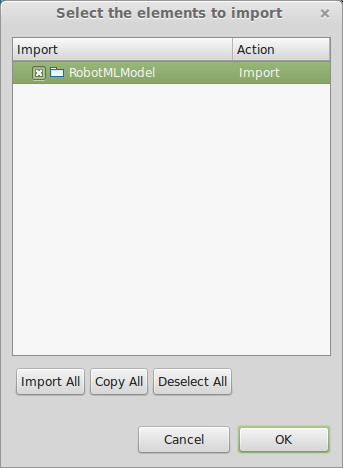 Select the elements to import
Import Action
RobotMLModel Import
Import All Copy All Deselect All
Cancel OK